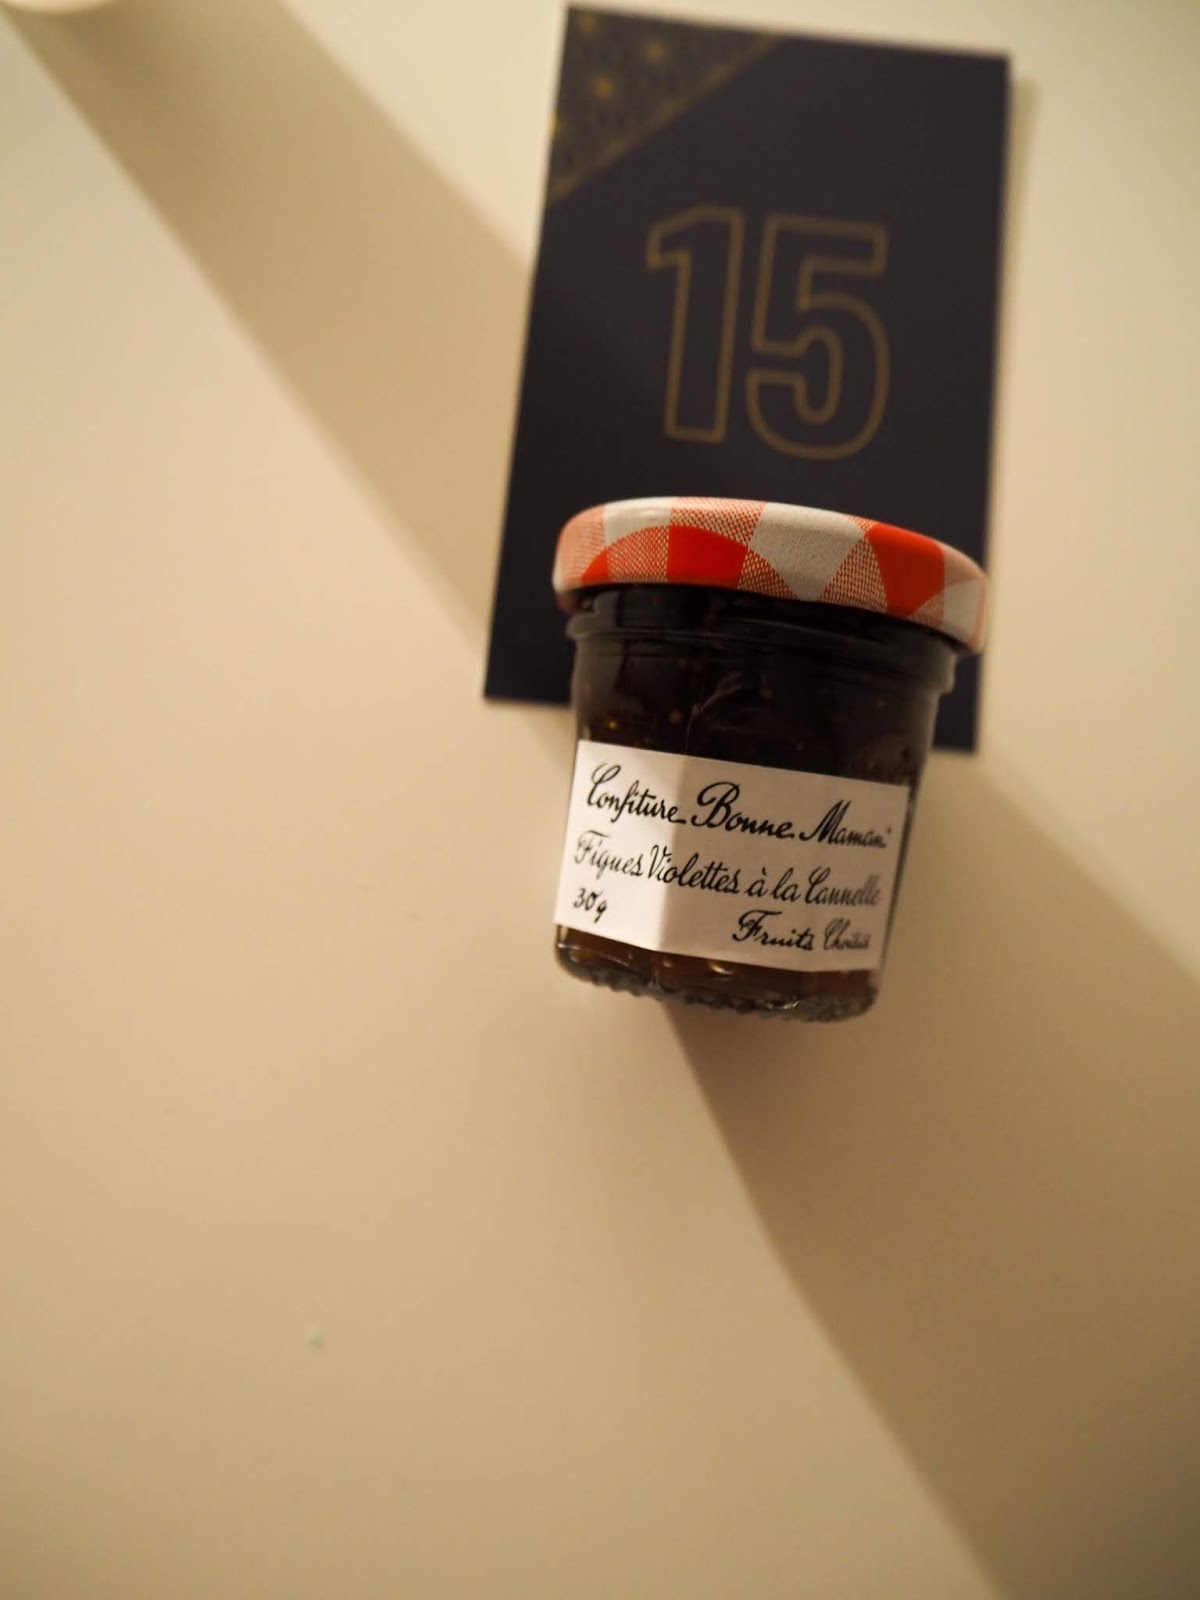 15
Confiture Bonne Maman
Figues Violettes à la Cannelle
30g
Fruits Choisis